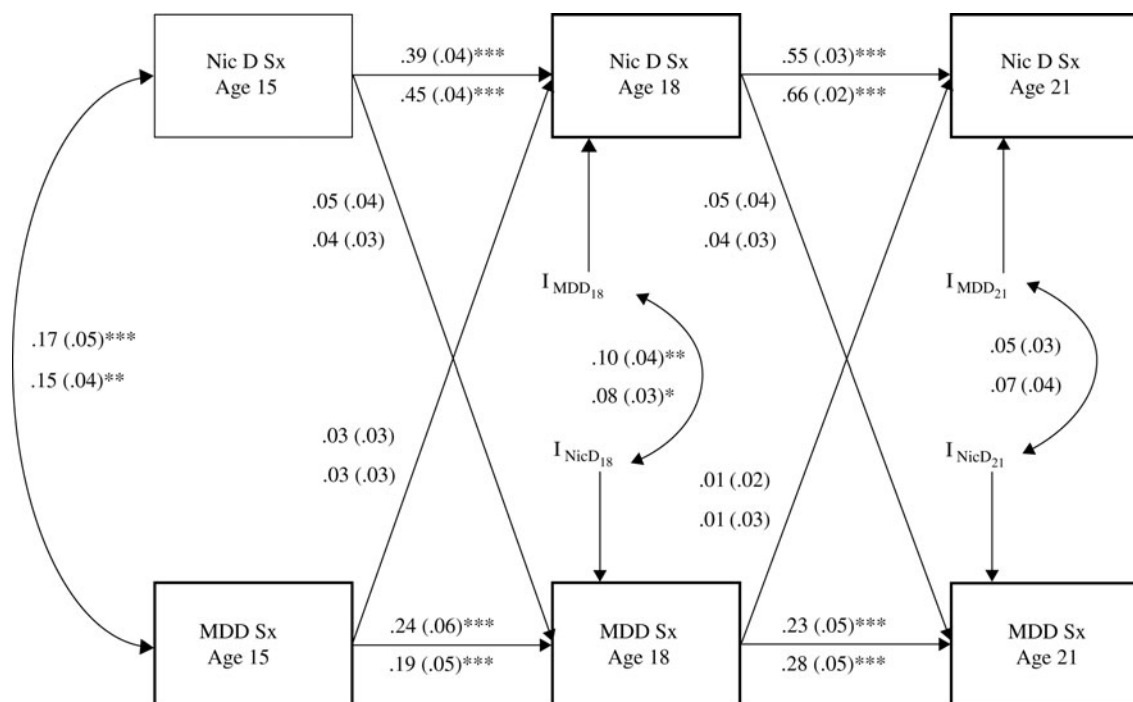 Nic D Sx
Age 15
.39 (.04)***
.45 (.04)***
Nic D Sx
Age 18
.55 (.03)***
.66 (.02)***
Nic D Sx
Age 21
.05 (.04)
.04 (.03)
.05 (.04)
.04 (.03)
I MDD18
I MDD21
.17 (.05)***
.15 (.04)**
.10 (.04)**
.08 (.03)*
.05 (.03)
.07 (.04)
.03 (.03)
.03 (.03)
I NicD18
.01 (.02)
.01 (.03)
I NicD21
MDD Sx
Age 15
.24 (.06)***
.19 (.05)***
MDD Sx
Age 18
.23 (.05)***
.28 (.05)***
MDD Sx
Age 21